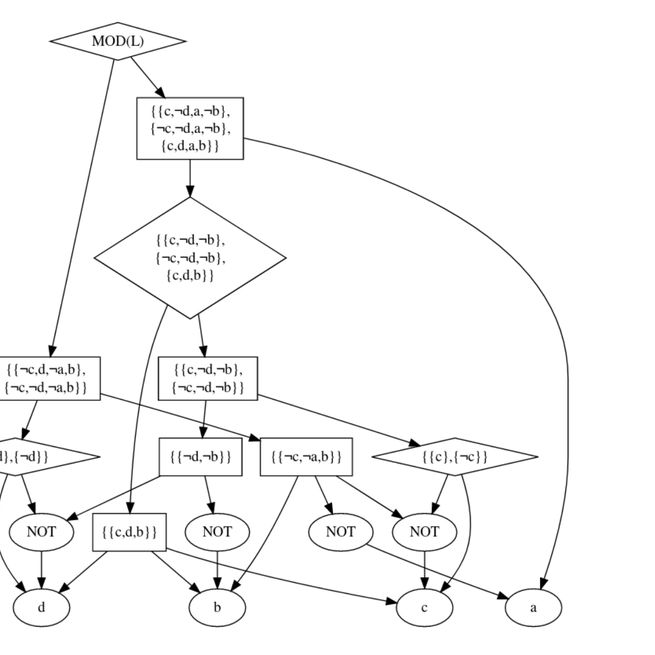 MOD(L)
{{c,¬d,a,¬b},
{¬c,¬d,a,¬b},
{c,d,a,b}}
{{c,¬d,¬b},
{¬c,¬d,¬b},
{c,d,b}}
{{¬c,d,¬a,b},
{¬c,¬d,¬a,b}}
{{c,¬d,¬b},
{¬c,¬d,¬b}}
},{¬d}}
{{¬d,¬b}}
{{¬c,¬a,b}}
{{c},{¬c}}
NOT
{{c,d,b}}
NOT
NOT
NOT
d
b
c
a